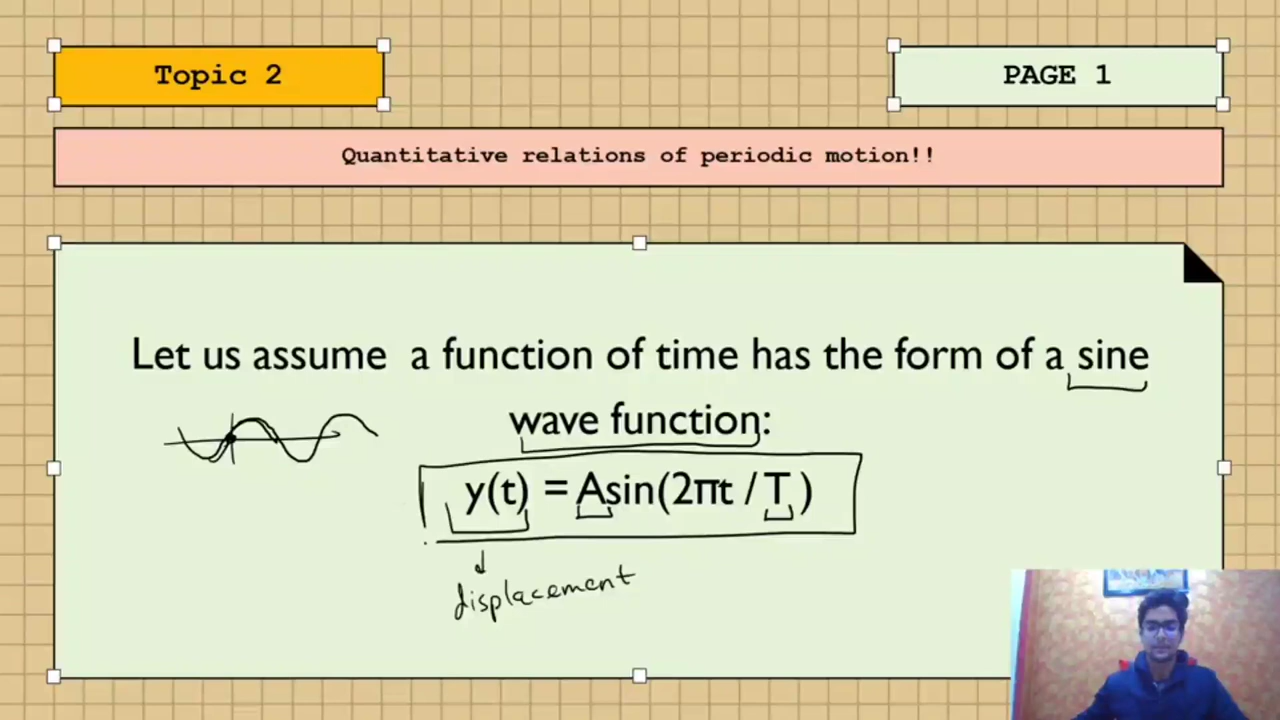 Topic 2
PAGE 1
Quantitative relations of periodic motion!!
Let us assume a function of time has the form of a sine
wave function:
y(t) = Asin(2πt / T )
displacement